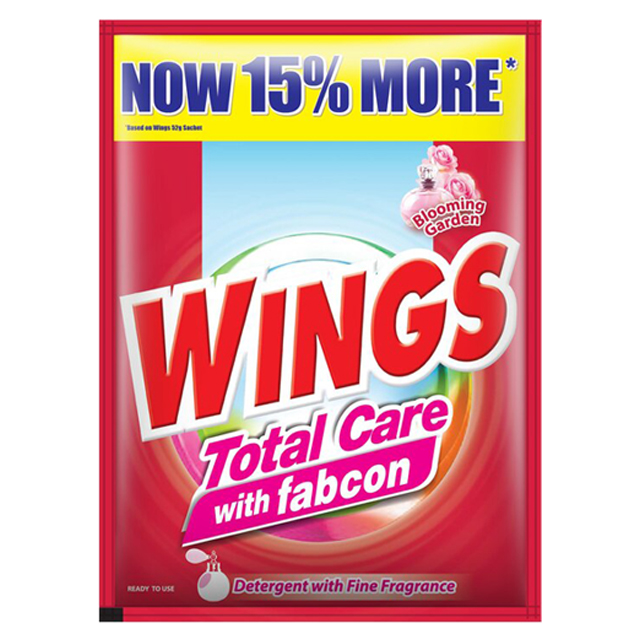 NOW 15% MORE*
*Based on Wings 52g Sachet
Blooming
Garden
WINGS
Total Care
with fabcon
READY TO USE
Detergent with Fine Fragrance